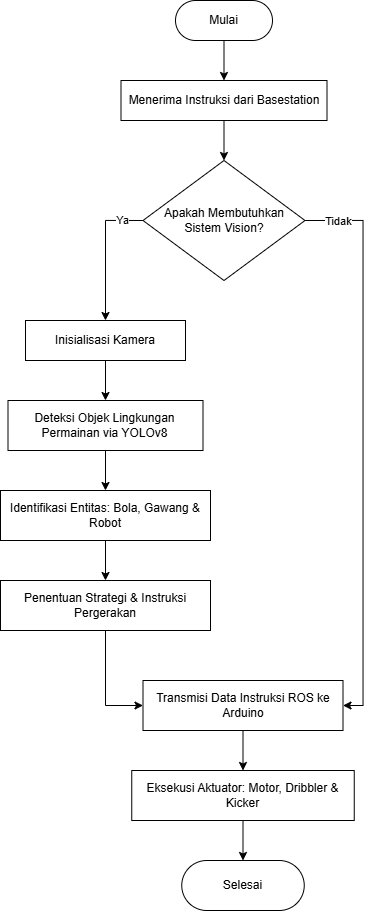 Mulai
Menerima Instruksi dari Basestation
Apakah Membutuhkan
Sistem Vision?
Ya
Tidak
Inisialisasi Kamera
Deteksi Objek Lingkungan
Permainan via YOLOv8
Identifikasi Entitas: Bola, Gawang &
Robot
Penentuan Strategi & Instruksi
Pergerakan
Transmisi Data Instruksi ROS ke
Arduino
Eksekusi Aktuator: Motor, Dribbler &
Kicker
Selesai